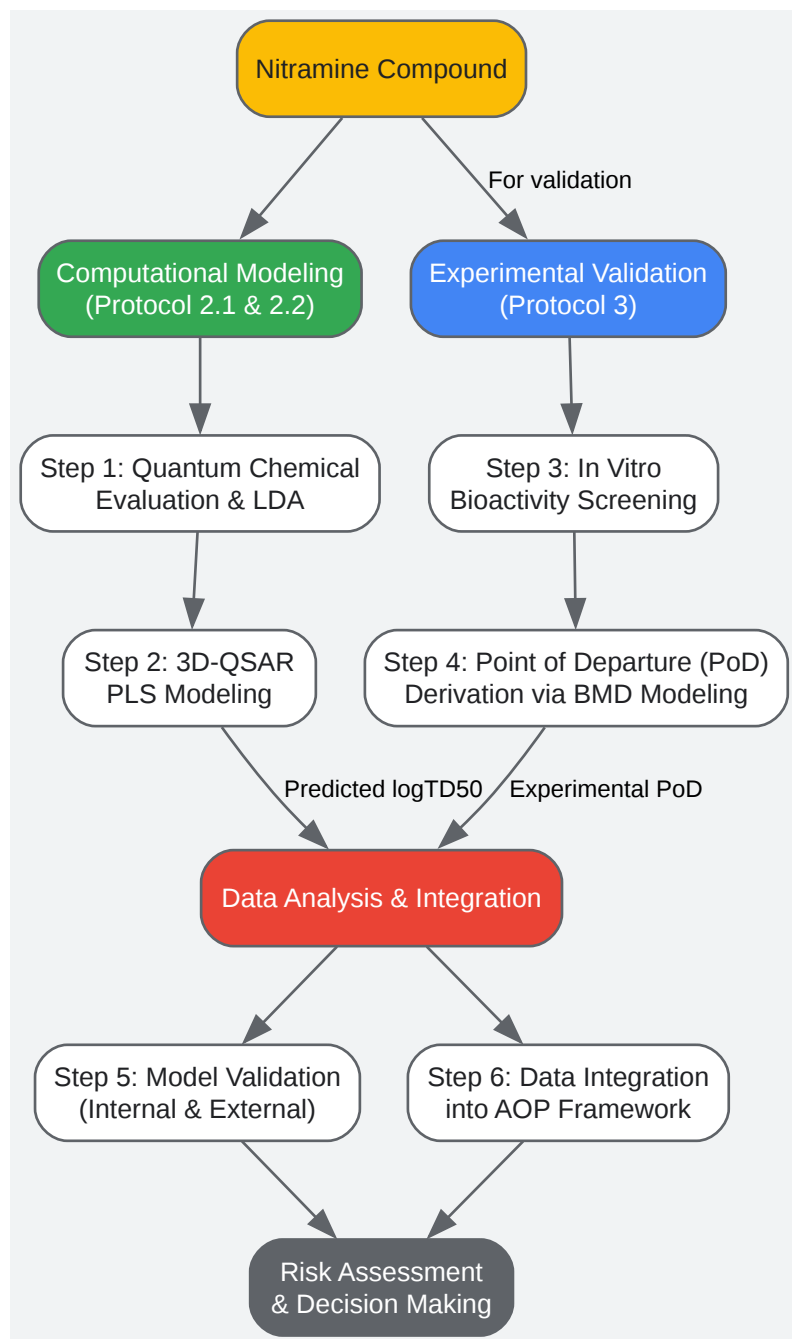 Nitramine Compound
For validation
Computational Modeling
(Protocol 2.1 & 2.2)
Experimental Validation
(Protocol 3)
Step 1: Quantum Chemical
Evaluation & LDA
Step 3: In Vitro
Bioactivity Screening
Step 2: 3D-QSAR
PLS Modeling
Step 4: Point of Departure (PoD)
Derivation via BMD Modeling
Predicted logTD50
Experimental PoD
Data Analysis & Integration
Step 5: Model Validation
(Internal & External)
Step 6: Data Integration
into AOP Framework
Risk Assessment
& Decision Making